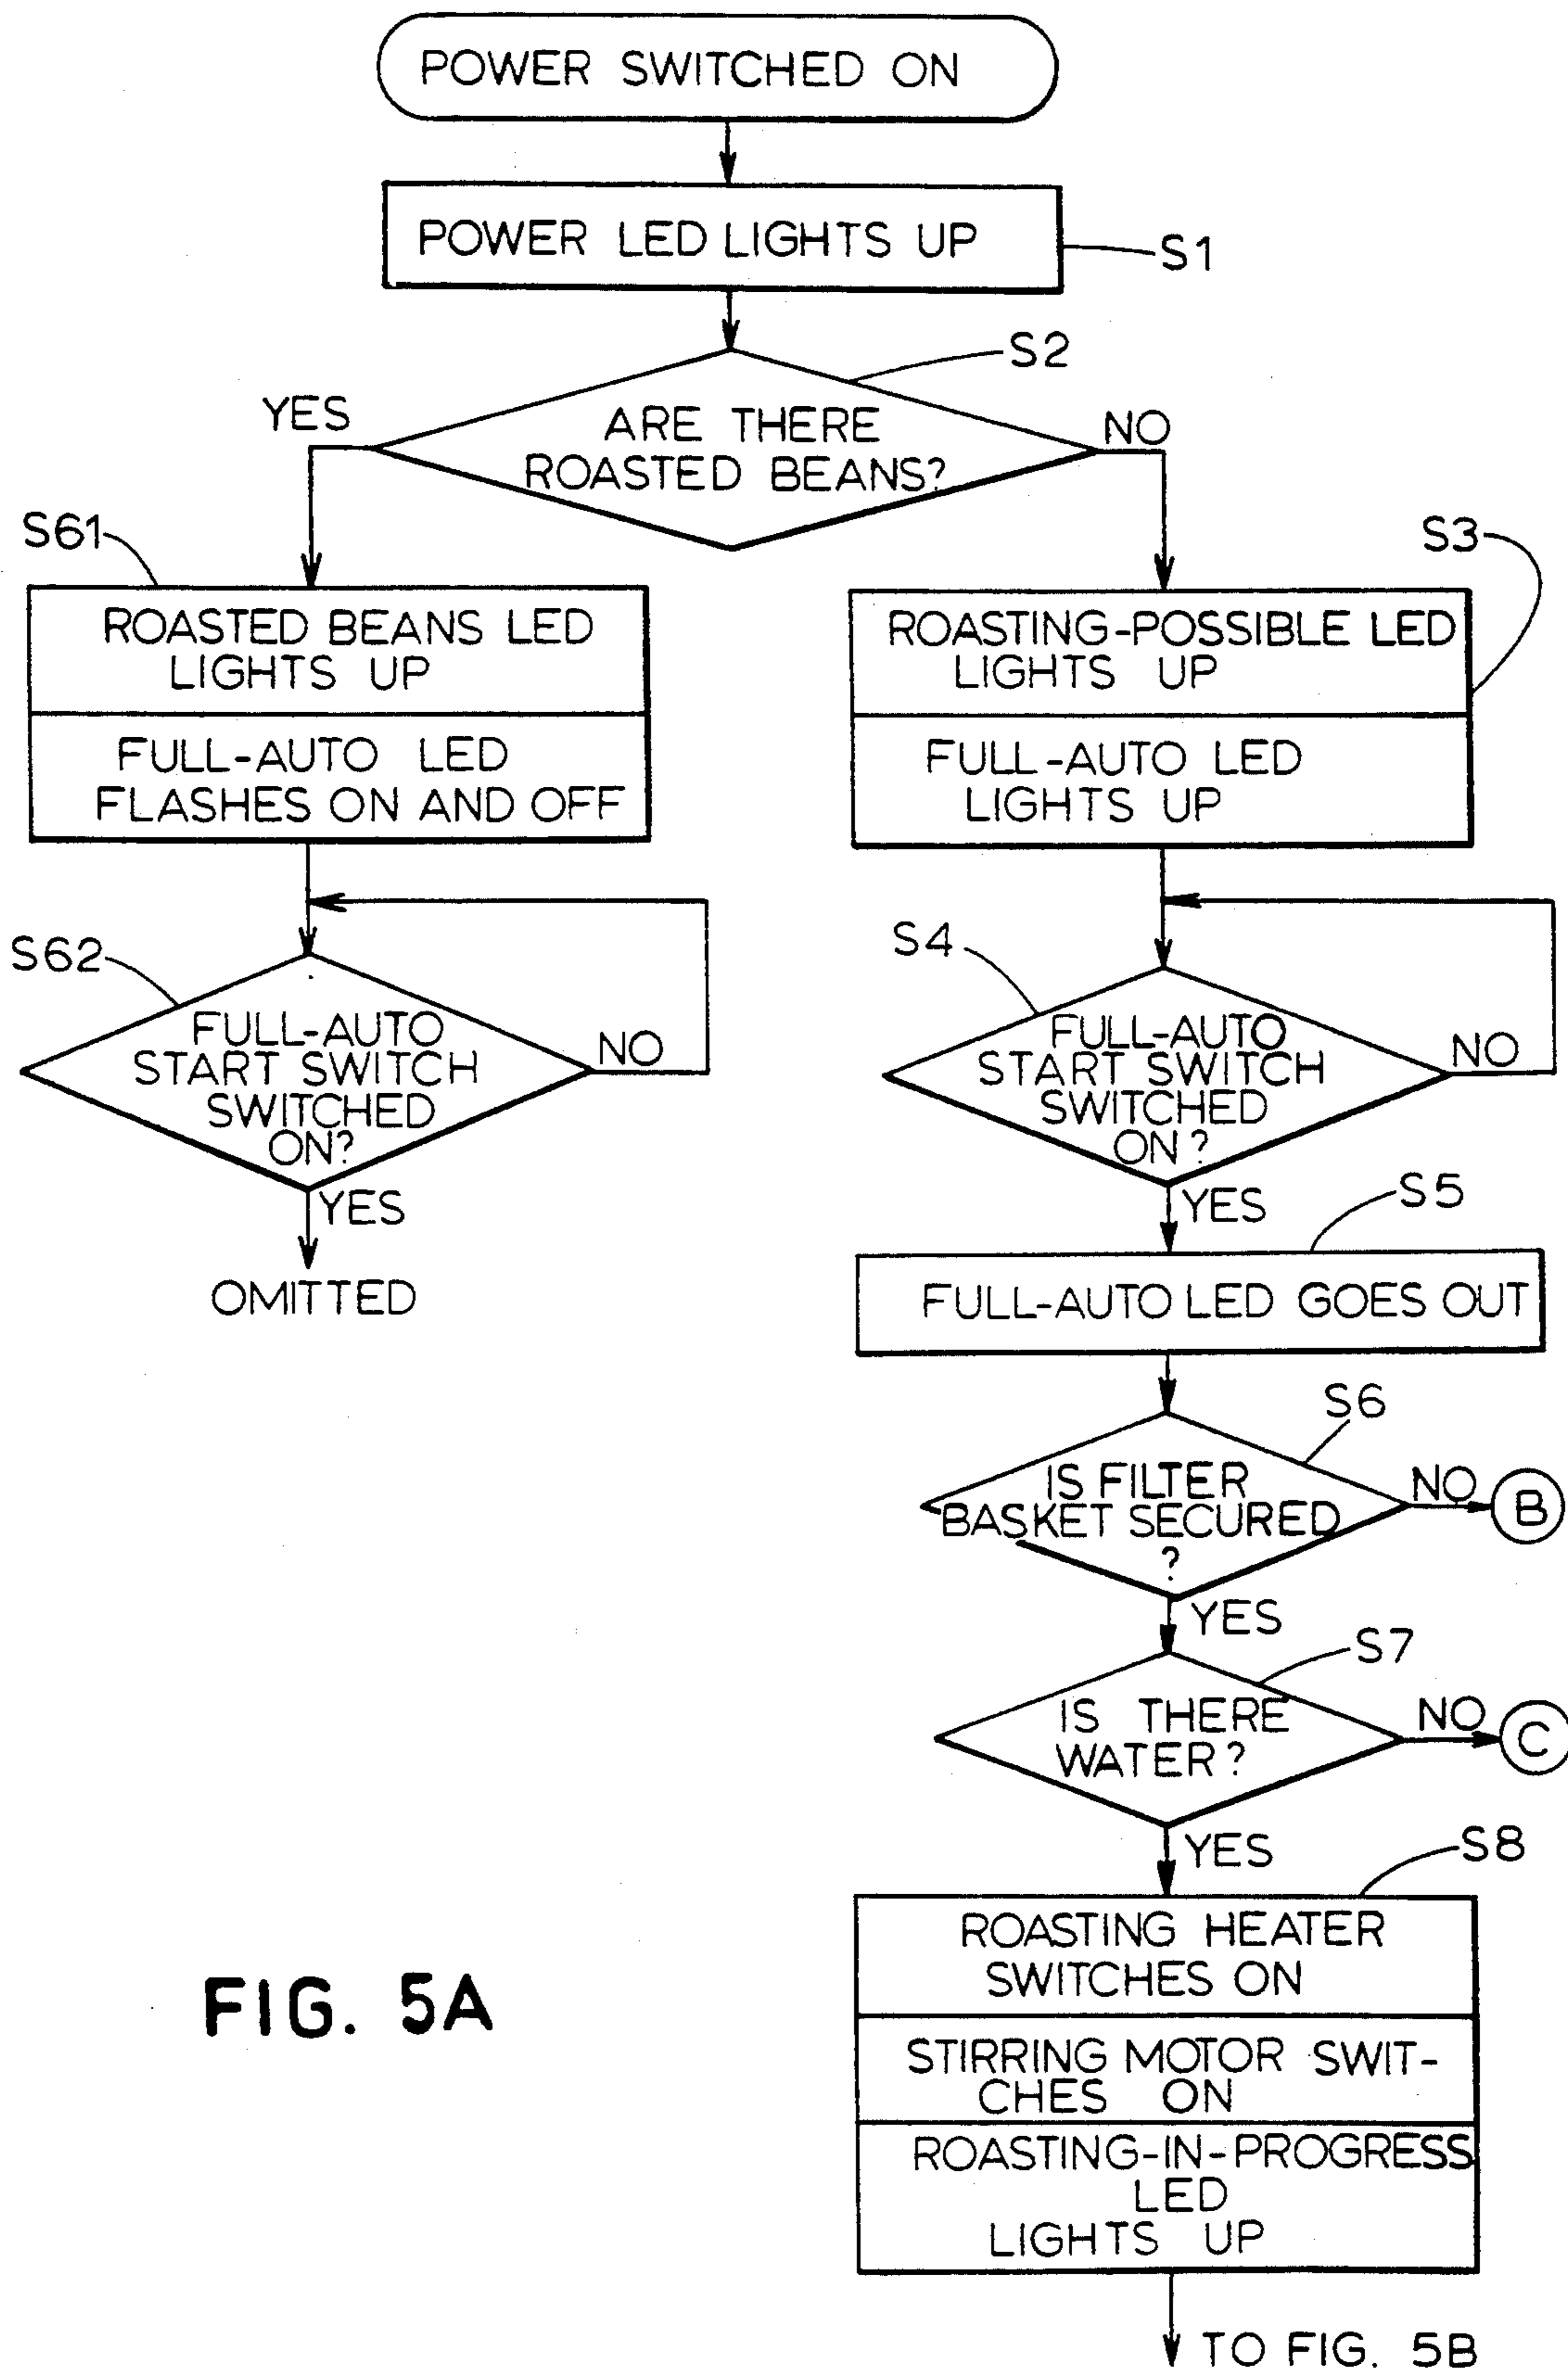 POWER SWITCHED ON
POWER LED LIGHTS UP
S1
S2
YES
ARE THERE
ROASTED BEANS?
NO
S61
ROASTED BEANS LED
LIGHTS UP
FULL-AUTO LED
FLASHES ON AND OFF
S62
FULL-AUTO
START SWITCH
SWITCHED
ON?
NO
YES
OMITTED
S3
ROASTING-POSSIBLE LED
LIGHTS UP
FULL-AUTO LED
LIGHTS UP
S4
FULL-AUTO
START SWITCH
SWITCHED
ON?
NO
YES
S5
FULL-AUTO LED GOES OUT
S6
IS FILTER
BASKET SECURED
?
NO
B
YES
S7
IS THERE
WATER?
NO
C
YES
S8
ROASTING HEATER
SWITCHES ON
STIRRING MOTOR SWIT-
CHES ON
ROASTING-IN-PROGRESS
LED
LIGHTS UP
TO FIG. 5B
FIG. 5A